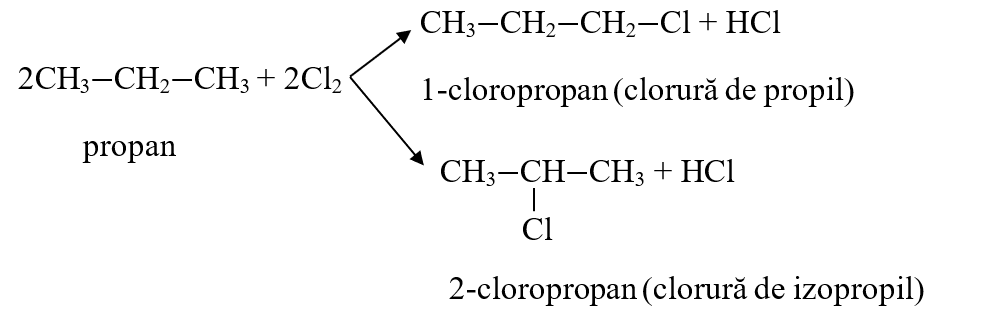 CH₃–CH₂–CH₂–Cl + HCl
2CH₃–CH₂–CH₃ + 2Cl₂
1-cloropropan (clorură de propil)
propan
CH₃–CH–CH₃ + HCl
Cl
2-cloropropan (clorură de izopropil)